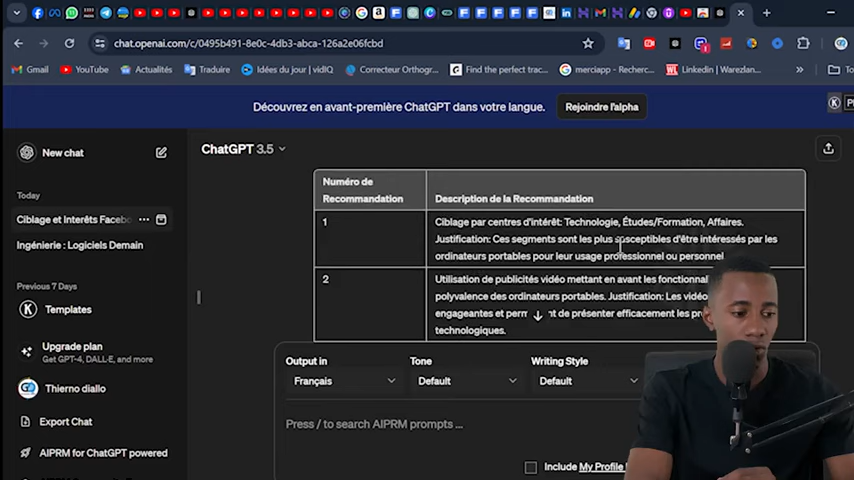 chat.openai.com/c/0495b491-8e0c-4db3-abca-126a2e06fcbd
Gmail
YouTube
Actualités
Traduire
Idées du jour | vidIQ
Correcteur Orthogr...
Find the perfect trac...
merciapp - Recherc...
Linkedin | Warezlan...
Découvrez en avant-première ChatGPT dans votre langue.
Rejoindre l'alpha
New chat
Today
Ciblage et Intérêts Facebo
Ingénierie : Logiciels Demain
Previous 7 Days
Templates
Upgrade plan
Get GPT-4, DALL-E, and more
Thierno diallo
Export Chat
AIPRM for ChatGPT powered
ChatGPT 3.5
Numéro de
Recommandation
Description de la Recommandation
1
Ciblage par centres d'intérêt: Technologie, Études/Formation, Affaires.
Justification: Ces segments sont les plus susceptibles d'être intéressés par les
ordinateurs portables pour leur usage professionnel ou personnel
2
Utilisation de publicités vidéo mettant en avant les
polyvalence des ordinateurs portables. Justification: Les
engageantes et de présenter efficacement les
technologiques.
Output in
Tone
Writing Style
Français
Default
Default
Press / to search AIPRM prompts ...
Include My Profile